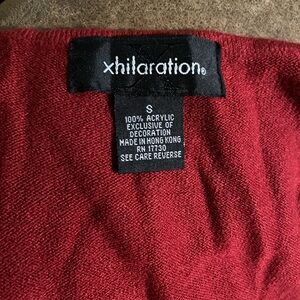 xhilaration®
S
100% ACRYLIC
EXCLUSIVE OF
DECORATION
MADE IN HONG KONG
RN 17730
SEE CARE REVERSE